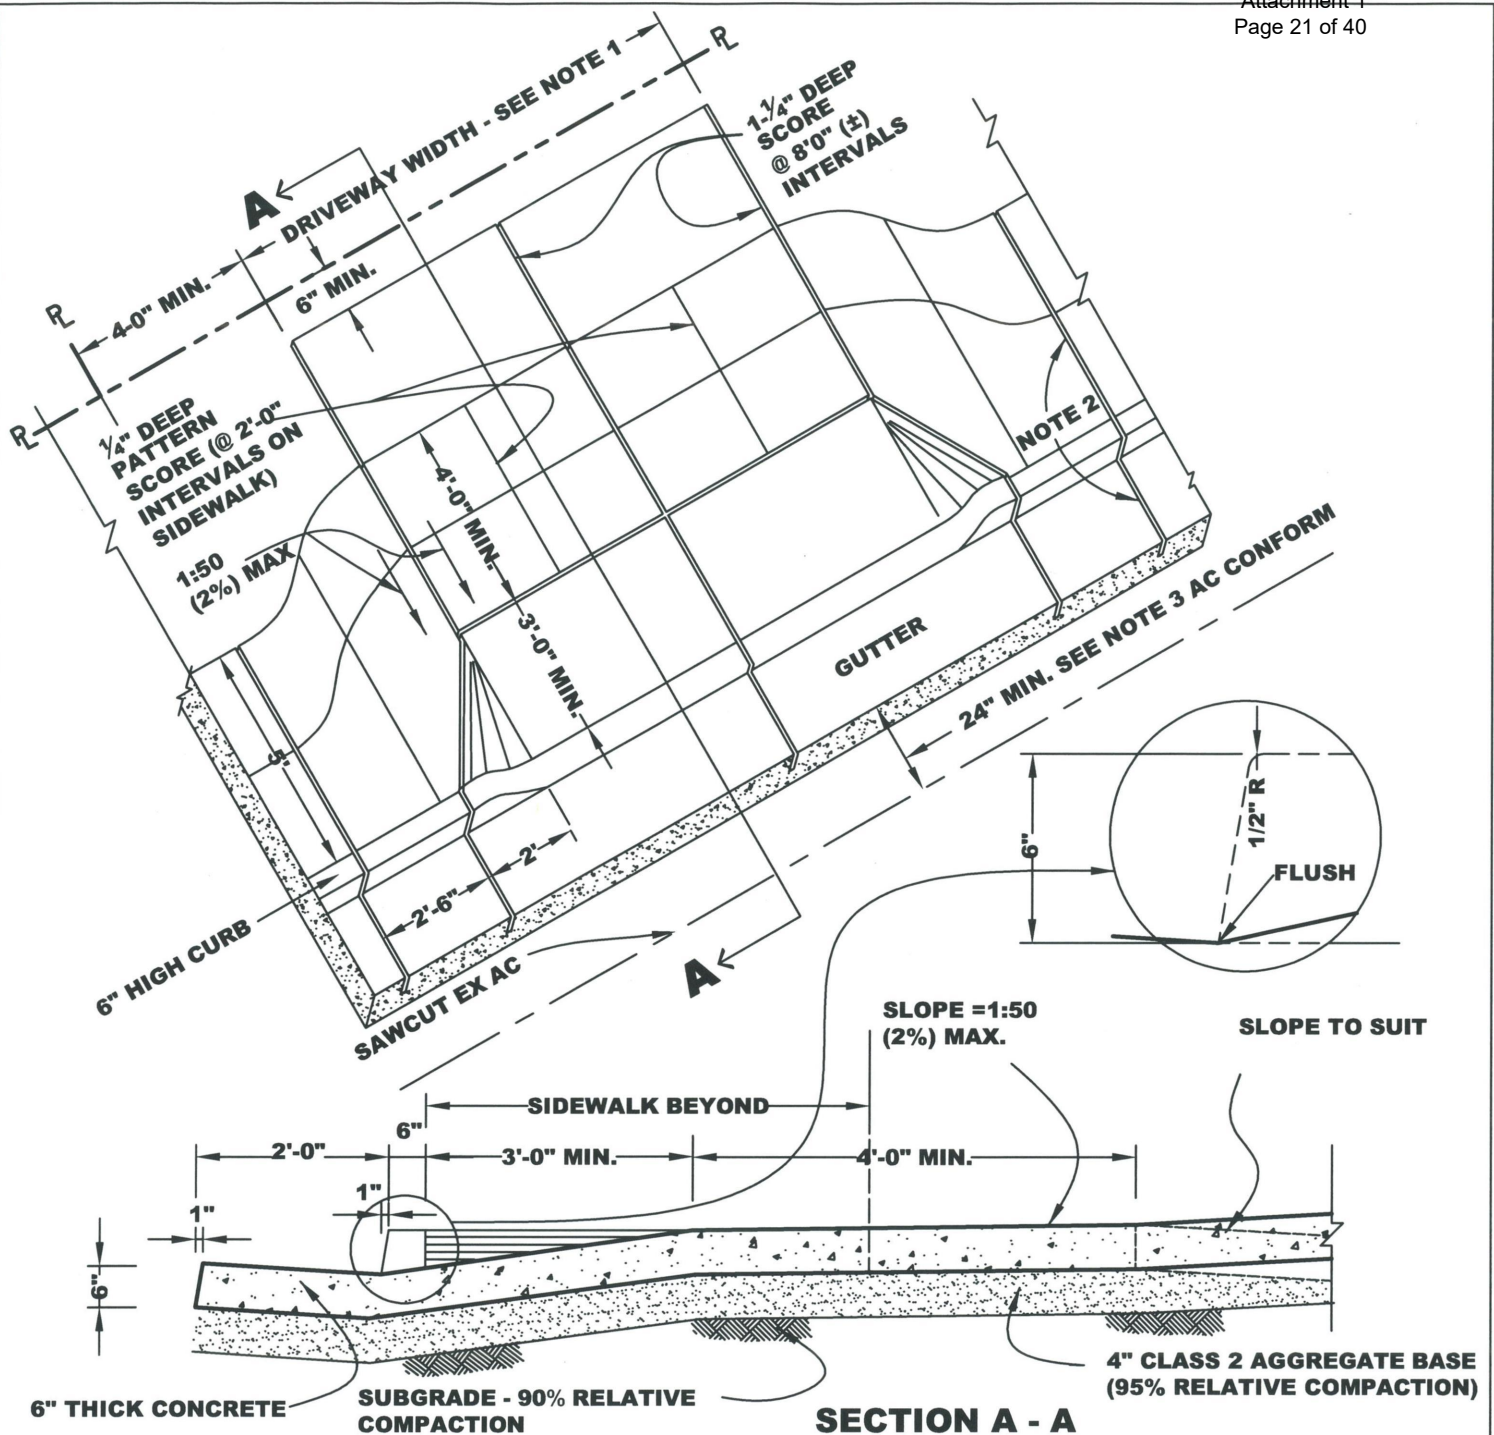 Attachment 1
Page 21 of 40
DRIVEWAY WIDTH - SEE NOTE 1
PL
1-1/4" DEEP
SCORE
@ 8'0" (±)
INTERVALS
A
4-0" MIN.
6" MIN.
PL
PL
1/4" DEEP
PATTERN
SCORE (@ 2'-0"
INTERVALS ON
SIDEWALK)
1:50
(2%) MAX
4'-0" MIN.
3'-0" MIN.
NOTE 2
GUTTER
24" MIN. SEE NOTE 3 AC CONFORM
5'
2'
2'-6"
6" HIGH CURB
SAWCUT EX AC
A
6"
1/2" R
FLUSH
SLOPE =1:50
(2%) MAX.
SLOPE TO SUIT
SIDEWALK BEYOND
6"
2'-0"
3'-0" MIN.
4'-0" MIN.
1"
1"
6"
6" THICK CONCRETE
SUBGRADE - 90% RELATIVE
COMPACTION
4" CLASS 2 AGGREGATE BASE
(95% RELATIVE COMPACTION)
SECTION A - A